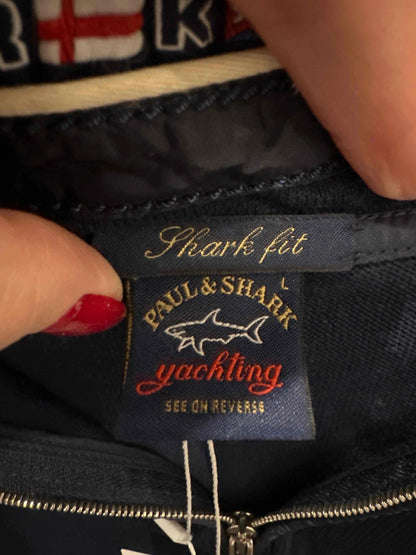 R K
Shark fit
L
PAUL & SHARK
yachting
SEE ON REVERSE